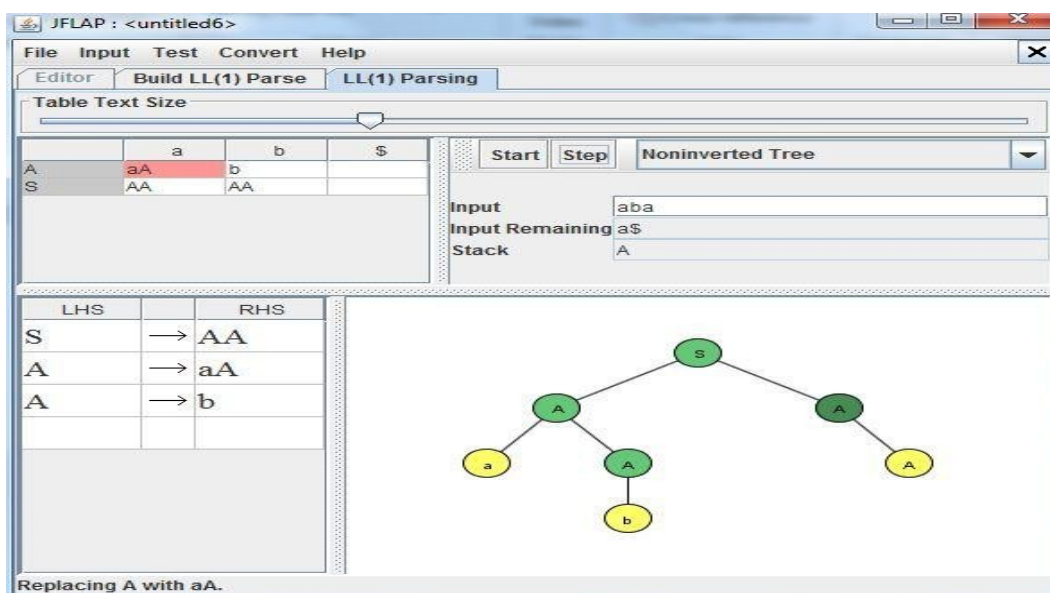 JFLAP : <untitled6>
File Input Test Convert Help
Editor Build LL(1) Parse LL(1) Parsing
Table Text Size
a b $
A aA b
S AA AA
Start Step Noninverted Tree
Input aba
Input Remaining a$
Stack A
LHS RHS
S → AA
A → aA
A → b
S
A A
a A A
b
Replacing A with aA.